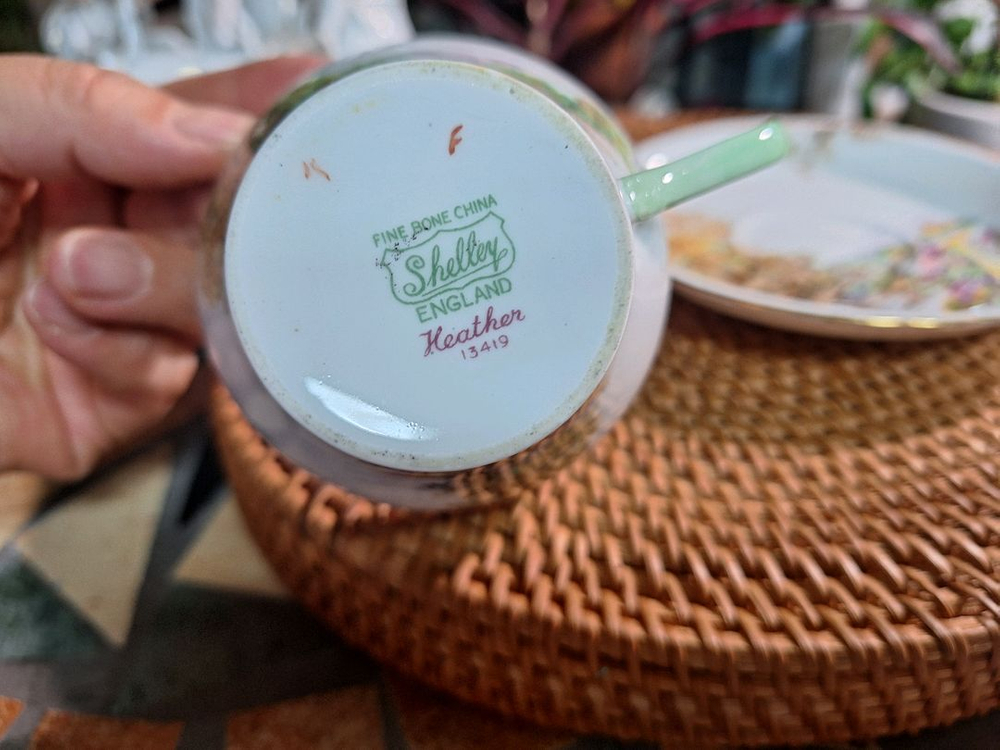 F
FINE BONE CHINA
Shelley
ENGLAND
Heather
13419